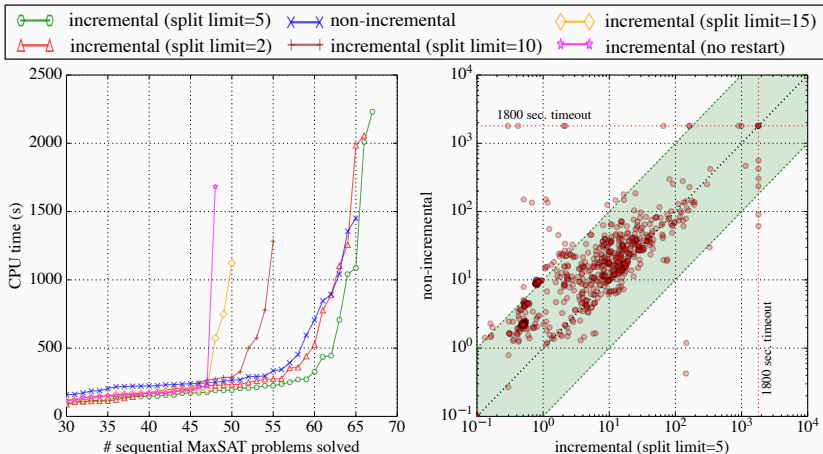 incremental (split limit=5)
non-incremental
incremental (split limit=15)
incremental (split limit=2)
incremental (split limit=10)
incremental (no restart)
2500
2000
1500
1000
500
0
30 35 40 45 50 55 60 65 70
CPU time (s)
# sequential MaxSAT problems solved
10^4
10^3
10^2
10^1
10^0
10^-1
10^-1 10^0 10^1 10^2 10^3 10^4
non-incremental
incremental (split limit=5)
1800 sec. timeout
1800 sec. timeout